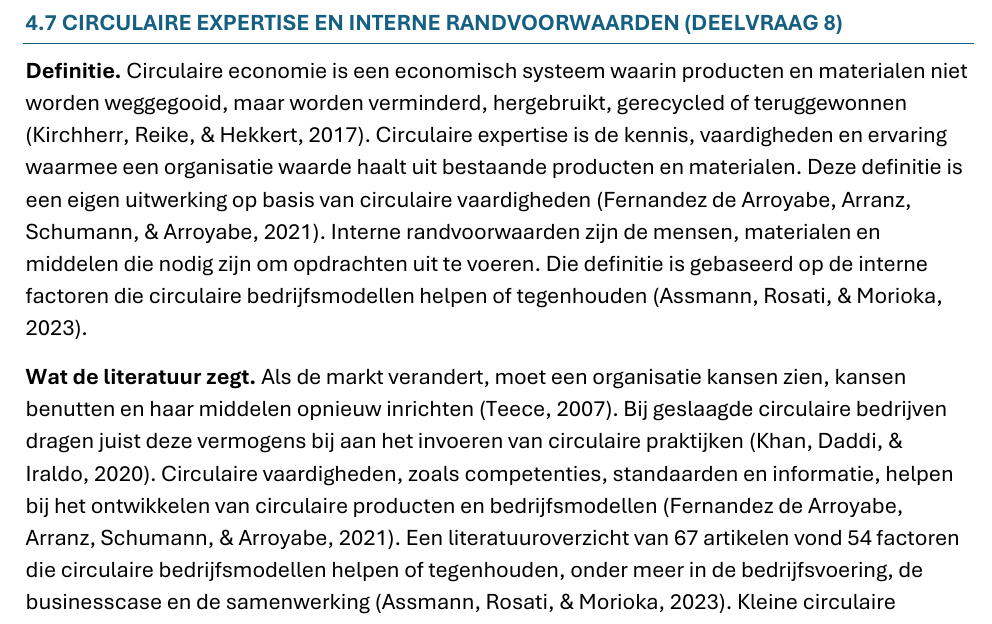 4.7 CIRCULAIRE EXPERTISE EN INTERNE RANDVOORWAARDEN (DEELVRAAG 8)
Definitie. Circulaire economie is een economisch systeem waarin producten en materialen niet
worden weggegooid, maar worden verminderd, hergebruikt, gerecycled of teruggewonnen
(Kirchherr, Reike, & Hekkert, 2017). Circulaire expertise is de kennis, vaardigheden en ervaring
waarmee een organisatie waarde haalt uit bestaande producten en materialen. Deze definitie is
een eigen uitwerking op basis van circulaire vaardigheden (Fernandez de Arroyabe, Arranz,
Schumann, & Arroyabe, 2021). Interne randvoorwaarden zijn de mensen, materialen en
middelen die nodig zijn om opdrachten uit te voeren. Die definitie is gebaseerd op de interne
factoren die circulaire bedrijfsmodellen helpen of tegenhouden (Assmann, Rosati, & Morioka,
2023).
Wat de literatuur zegt. Als de markt verandert, moet een organisatie kansen zien, kansen
benutten en haar middelen opnieuw inrichten (Teece, 2007). Bij geslaagde circulaire bedrijven
dragen juist deze vermogens bij aan het invoeren van circulaire praktijken (Khan, Daddi, &
Iraldo, 2020). Circulaire vaardigheden, zoals competenties, standaarden en informatie, helpen
bij het ontwikkelen van circulaire producten en bedrijfsmodellen (Fernandez de Arroyabe,
Arranz, Schumann, & Arroyabe, 2021). Een literatuuroverzicht van 67 artikelen vond 54 factoren
die circulaire bedrijfsmodellen helpen of tegenhouden, onder meer in de bedrijfsvoering, de
businesscase en de samenwerking (Assmann, Rosati, & Morioka, 2023). Kleine circulaire